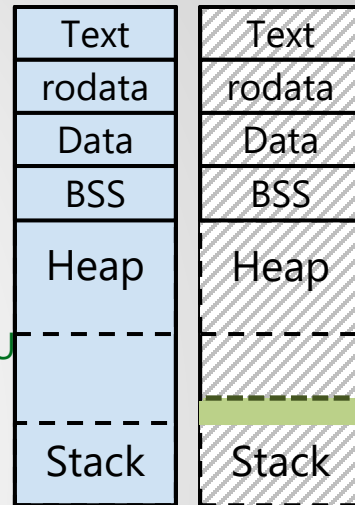 Text
rodata
Data
BSS
Heap
Stack
Text
rodata
Data
BSS
Heap
Stack